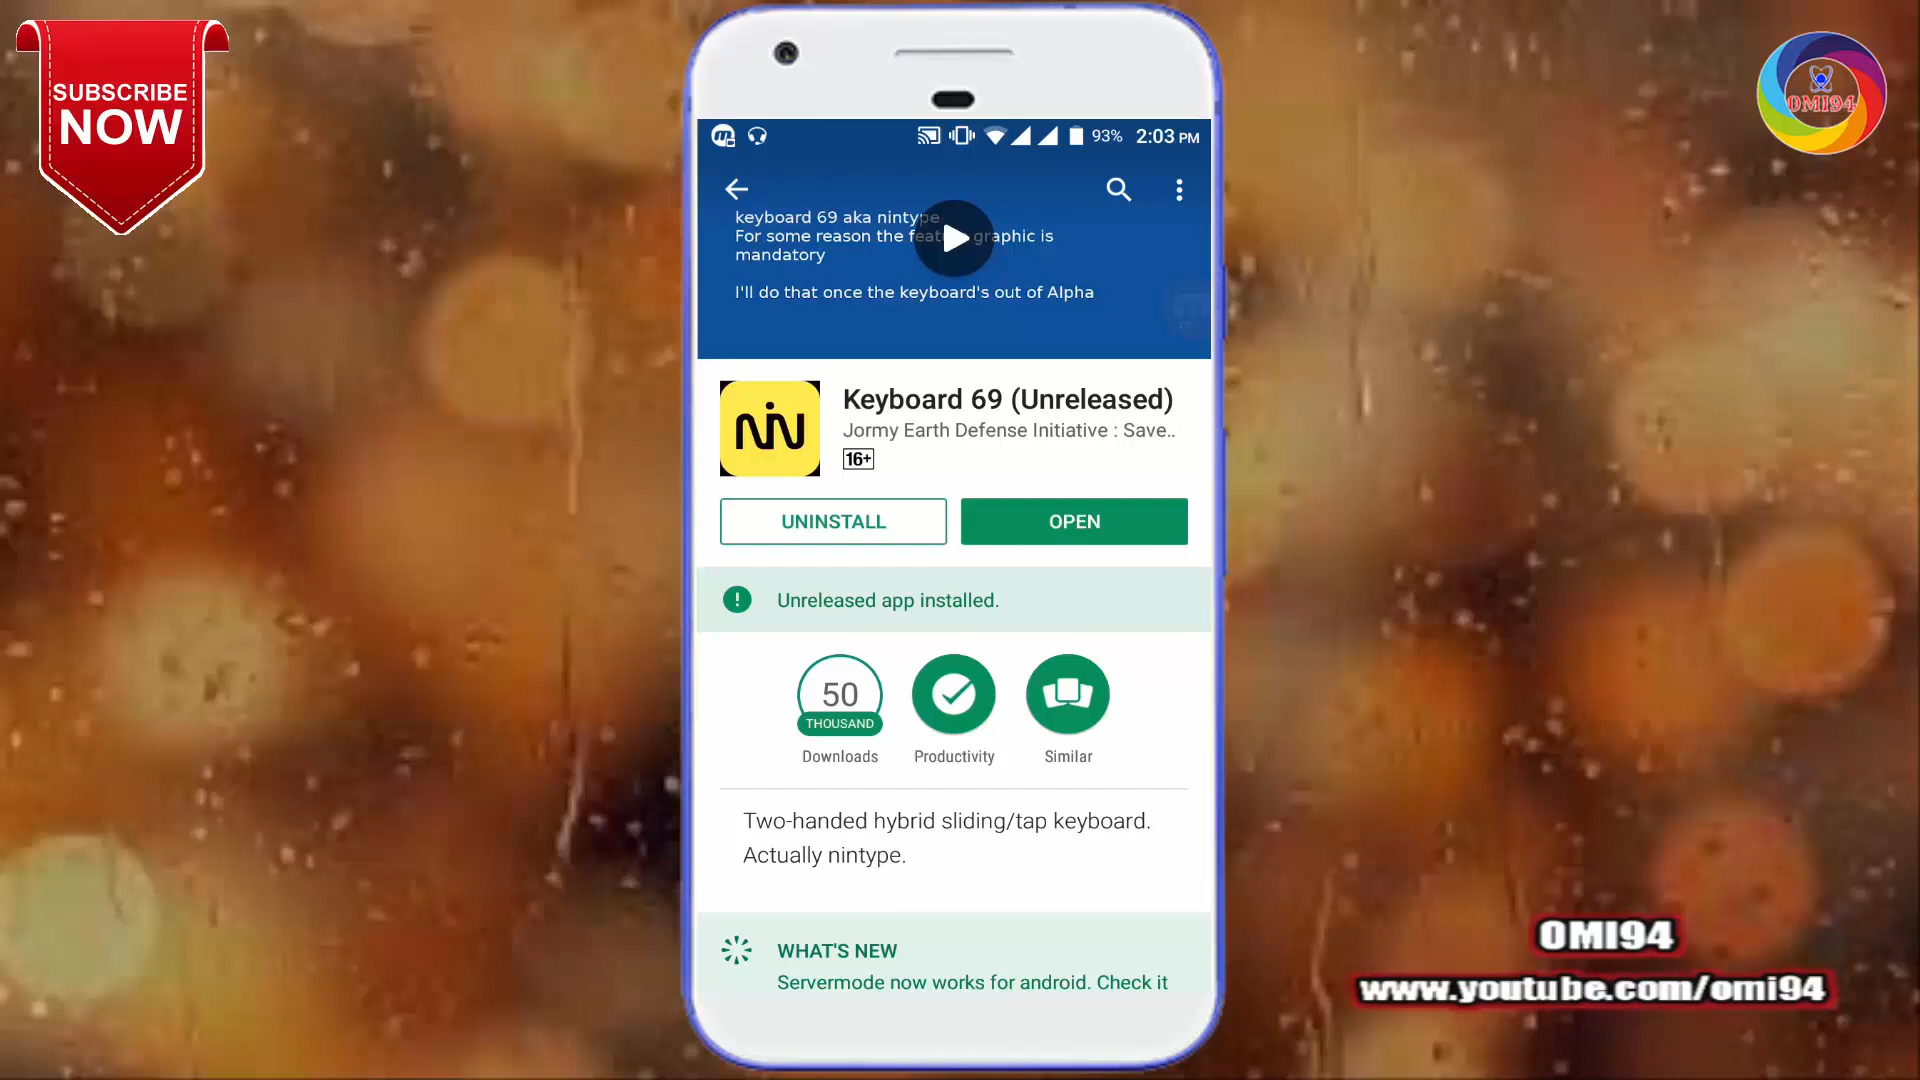 SUBSCRIBE
NOW
OMI94
93% 2:03 PM
keyboard 69 aka nintype
For some reason the feature graphic is
mandatory
I'll do that once the keyboard's out of Alpha
NIN
Keyboard 69 (Unreleased)
Jormy Earth Defense Initiative : Save..
16+
UNINSTALL
OPEN
Unreleased app installed.
50
THOUSAND
Downloads
Productivity
Similar
Two-handed hybrid sliding/tap keyboard.
Actually nintype.
WHAT'S NEW
Servermode now works for android. Check it
OMI94
www.youtube.com/omi94